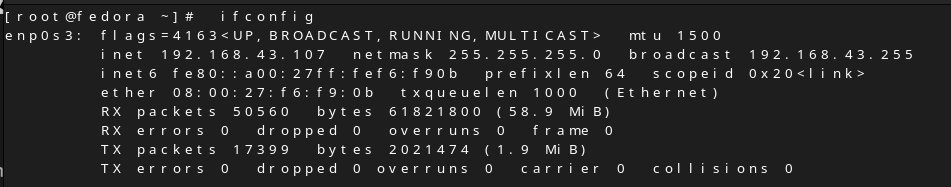 [root@fedora ~]# ifconfig
enp0s3: flags=4163<UP,BROADCAST,RUNNING,MULTICAST> mtu 1500
inet 192.168.43.107 netmask 255.255.255.0 broadcast 192.168.43.255
inet6 fe80::a00:27ff:fef6:f90b prefixlen 64 scopeid 0x20<link>
ether 08:00:27:f6:f9:0b txqueuelen 1000 (Ethernet)
RX packets 50560 bytes 61821800 (58.9 MiB)
RX errors 0 dropped 0 overruns 0 frame 0
TX packets 17399 bytes 2021474 (1.9 MiB)
TX errors 0 dropped 0 overruns 0 carrier 0 collisions 0